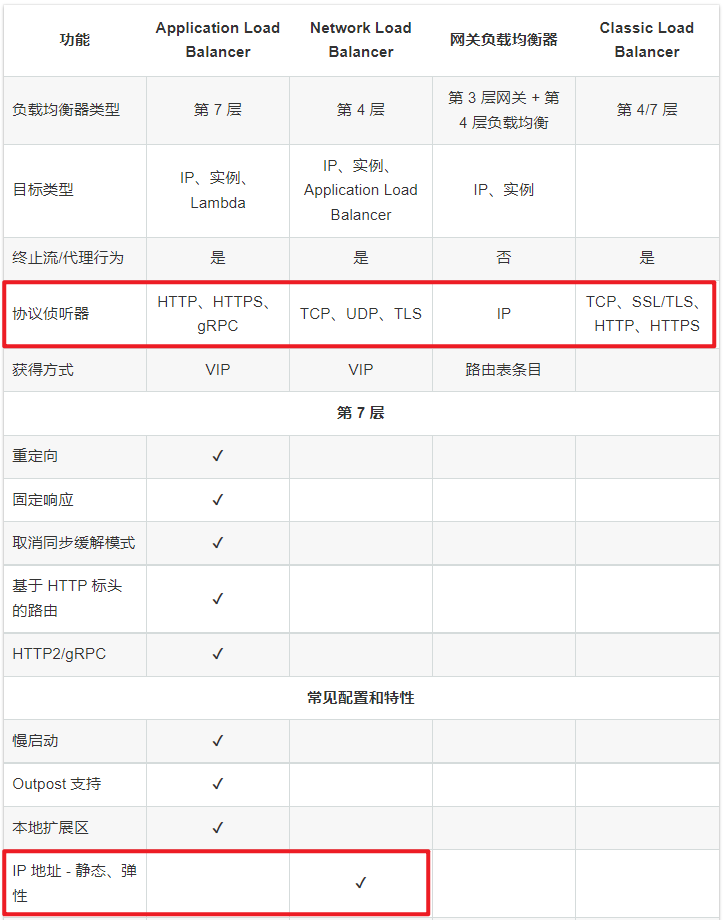 功能
Application Load
Balancer
Network Load
Balancer
网关负载均衡器
Classic Load
Balancer
负载均衡器类型
第 7 层
第 4 层
第 3 层网关 + 第
4 层负载均衡
第 4/7 层
目标类型
IP、实例、
Lambda
IP、实例、
Application Load
Balancer
IP、实例
终止流/代理行为
是
是
否
是
协议侦听器
HTTP、HTTPS、
gRPC
TCP、UDP、TLS
IP
TCP、SSL/TLS、
HTTP、HTTPS
获得方式
VIP
VIP
路由表条目
第 7 层
重定向
✓
固定响应
✓
取消同步缓解模式
✓
基于 HTTP 标头
的路由
✓
HTTP2/gRPC
✓
常见配置和特性
慢启动
✓
Outpost 支持
✓
本地扩展区
✓
IP 地址 - 静态、弹
性
✓